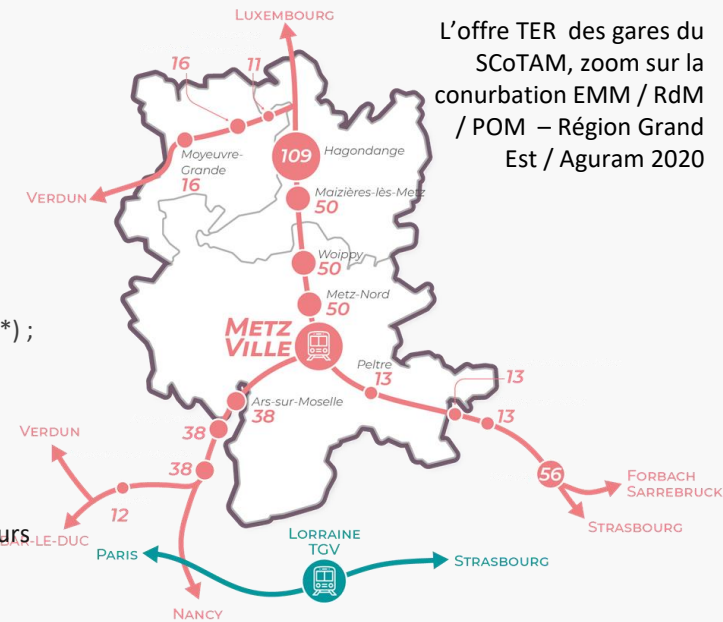 LUXEMBOURG
L'offre TER des gares du
SCoTAM, zoom sur la
conurbation EMM / RdM
/ POM – Région Grand
Est / Aguram 2020
16
11
109
Hagondange
Moyeuvre-
Grande
16
VERDUN
Maizières-lès-Metz
50
Woippy
50
Metz-Nord
50
*) ;
METZ
VILLE
Peltre
13
13
13
Ars-sur-Moselle
38
38
38
VERDUN
12
56
FORBACH
SARREBRUCK
STRASBOURG
urs
BAR-LE-DUC
PARIS
LORRAINE
TGV
STRASBOURG
NANCY